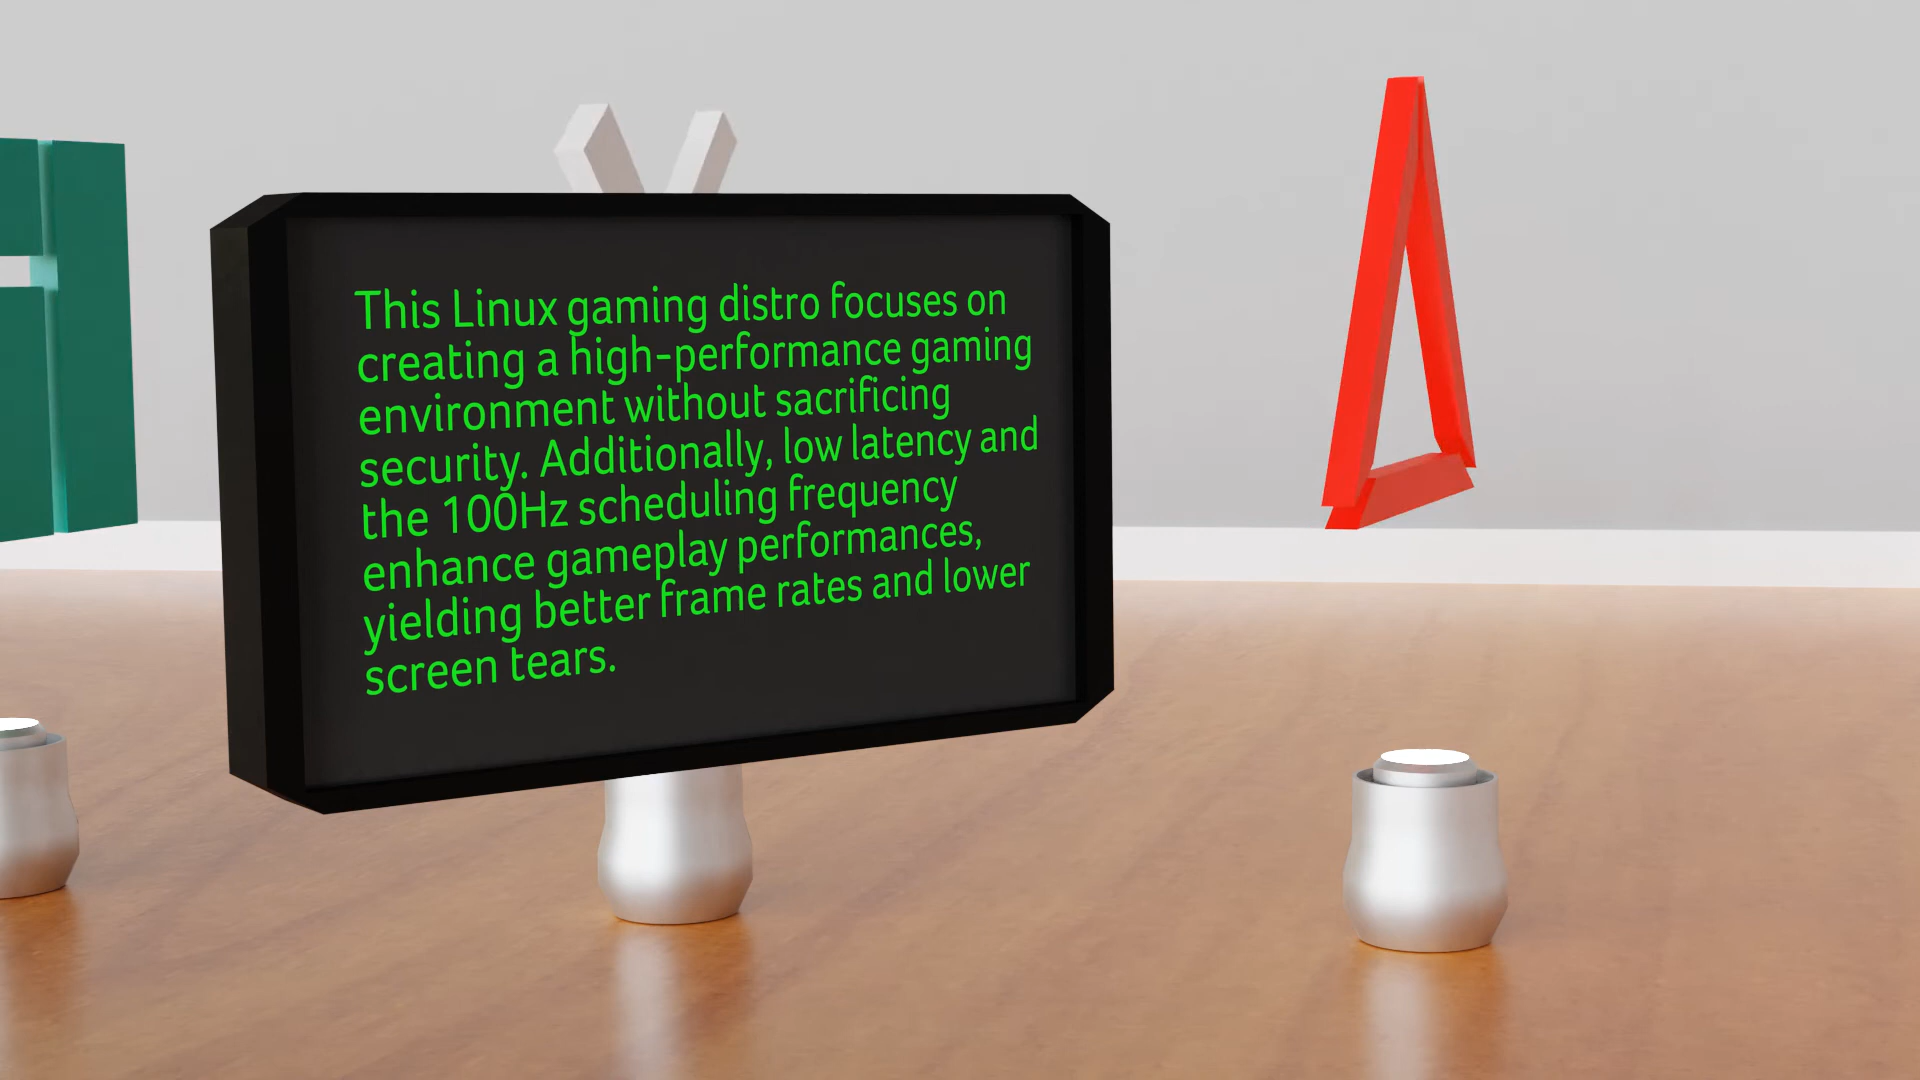 This Linux gaming distro focuses on
creating a high-performance gaming
environment without sacrificing
security. Additionally, low latency and
the 100Hz scheduling frequency
enhance gameplay performances,
yielding better frame rates and lower
screen tears.